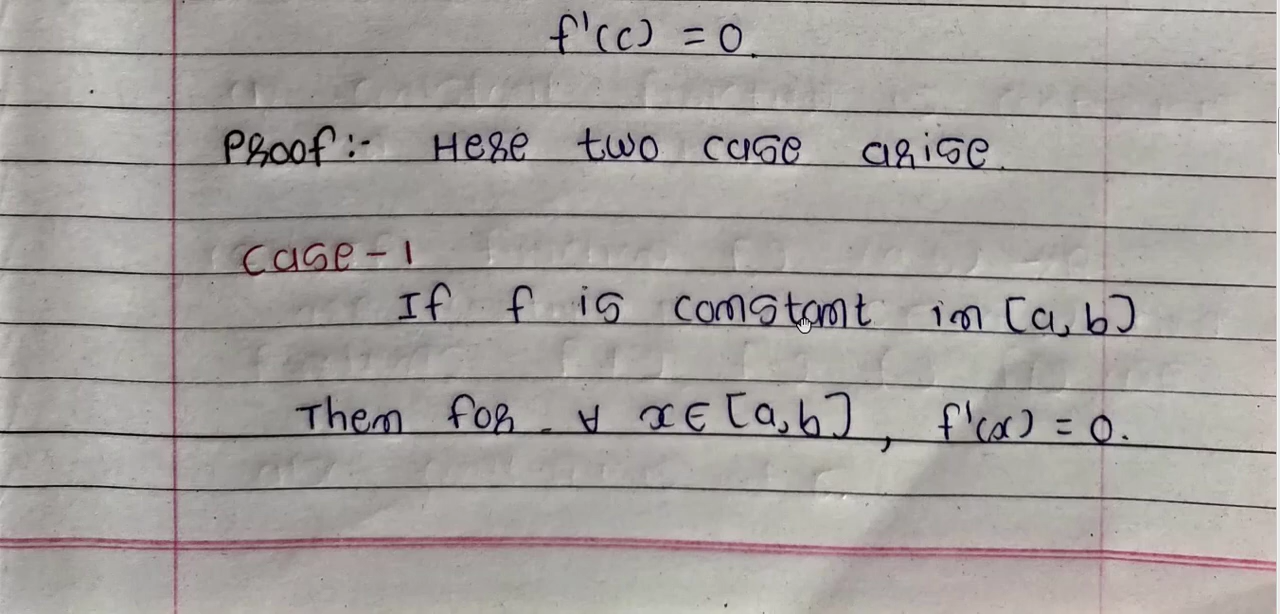 f'(c) = 0.
Proof:- Here two case arise.
case-1
If f is constant in [a,b]
Then for ∀ x∈[a,b], f'(x) = 0.